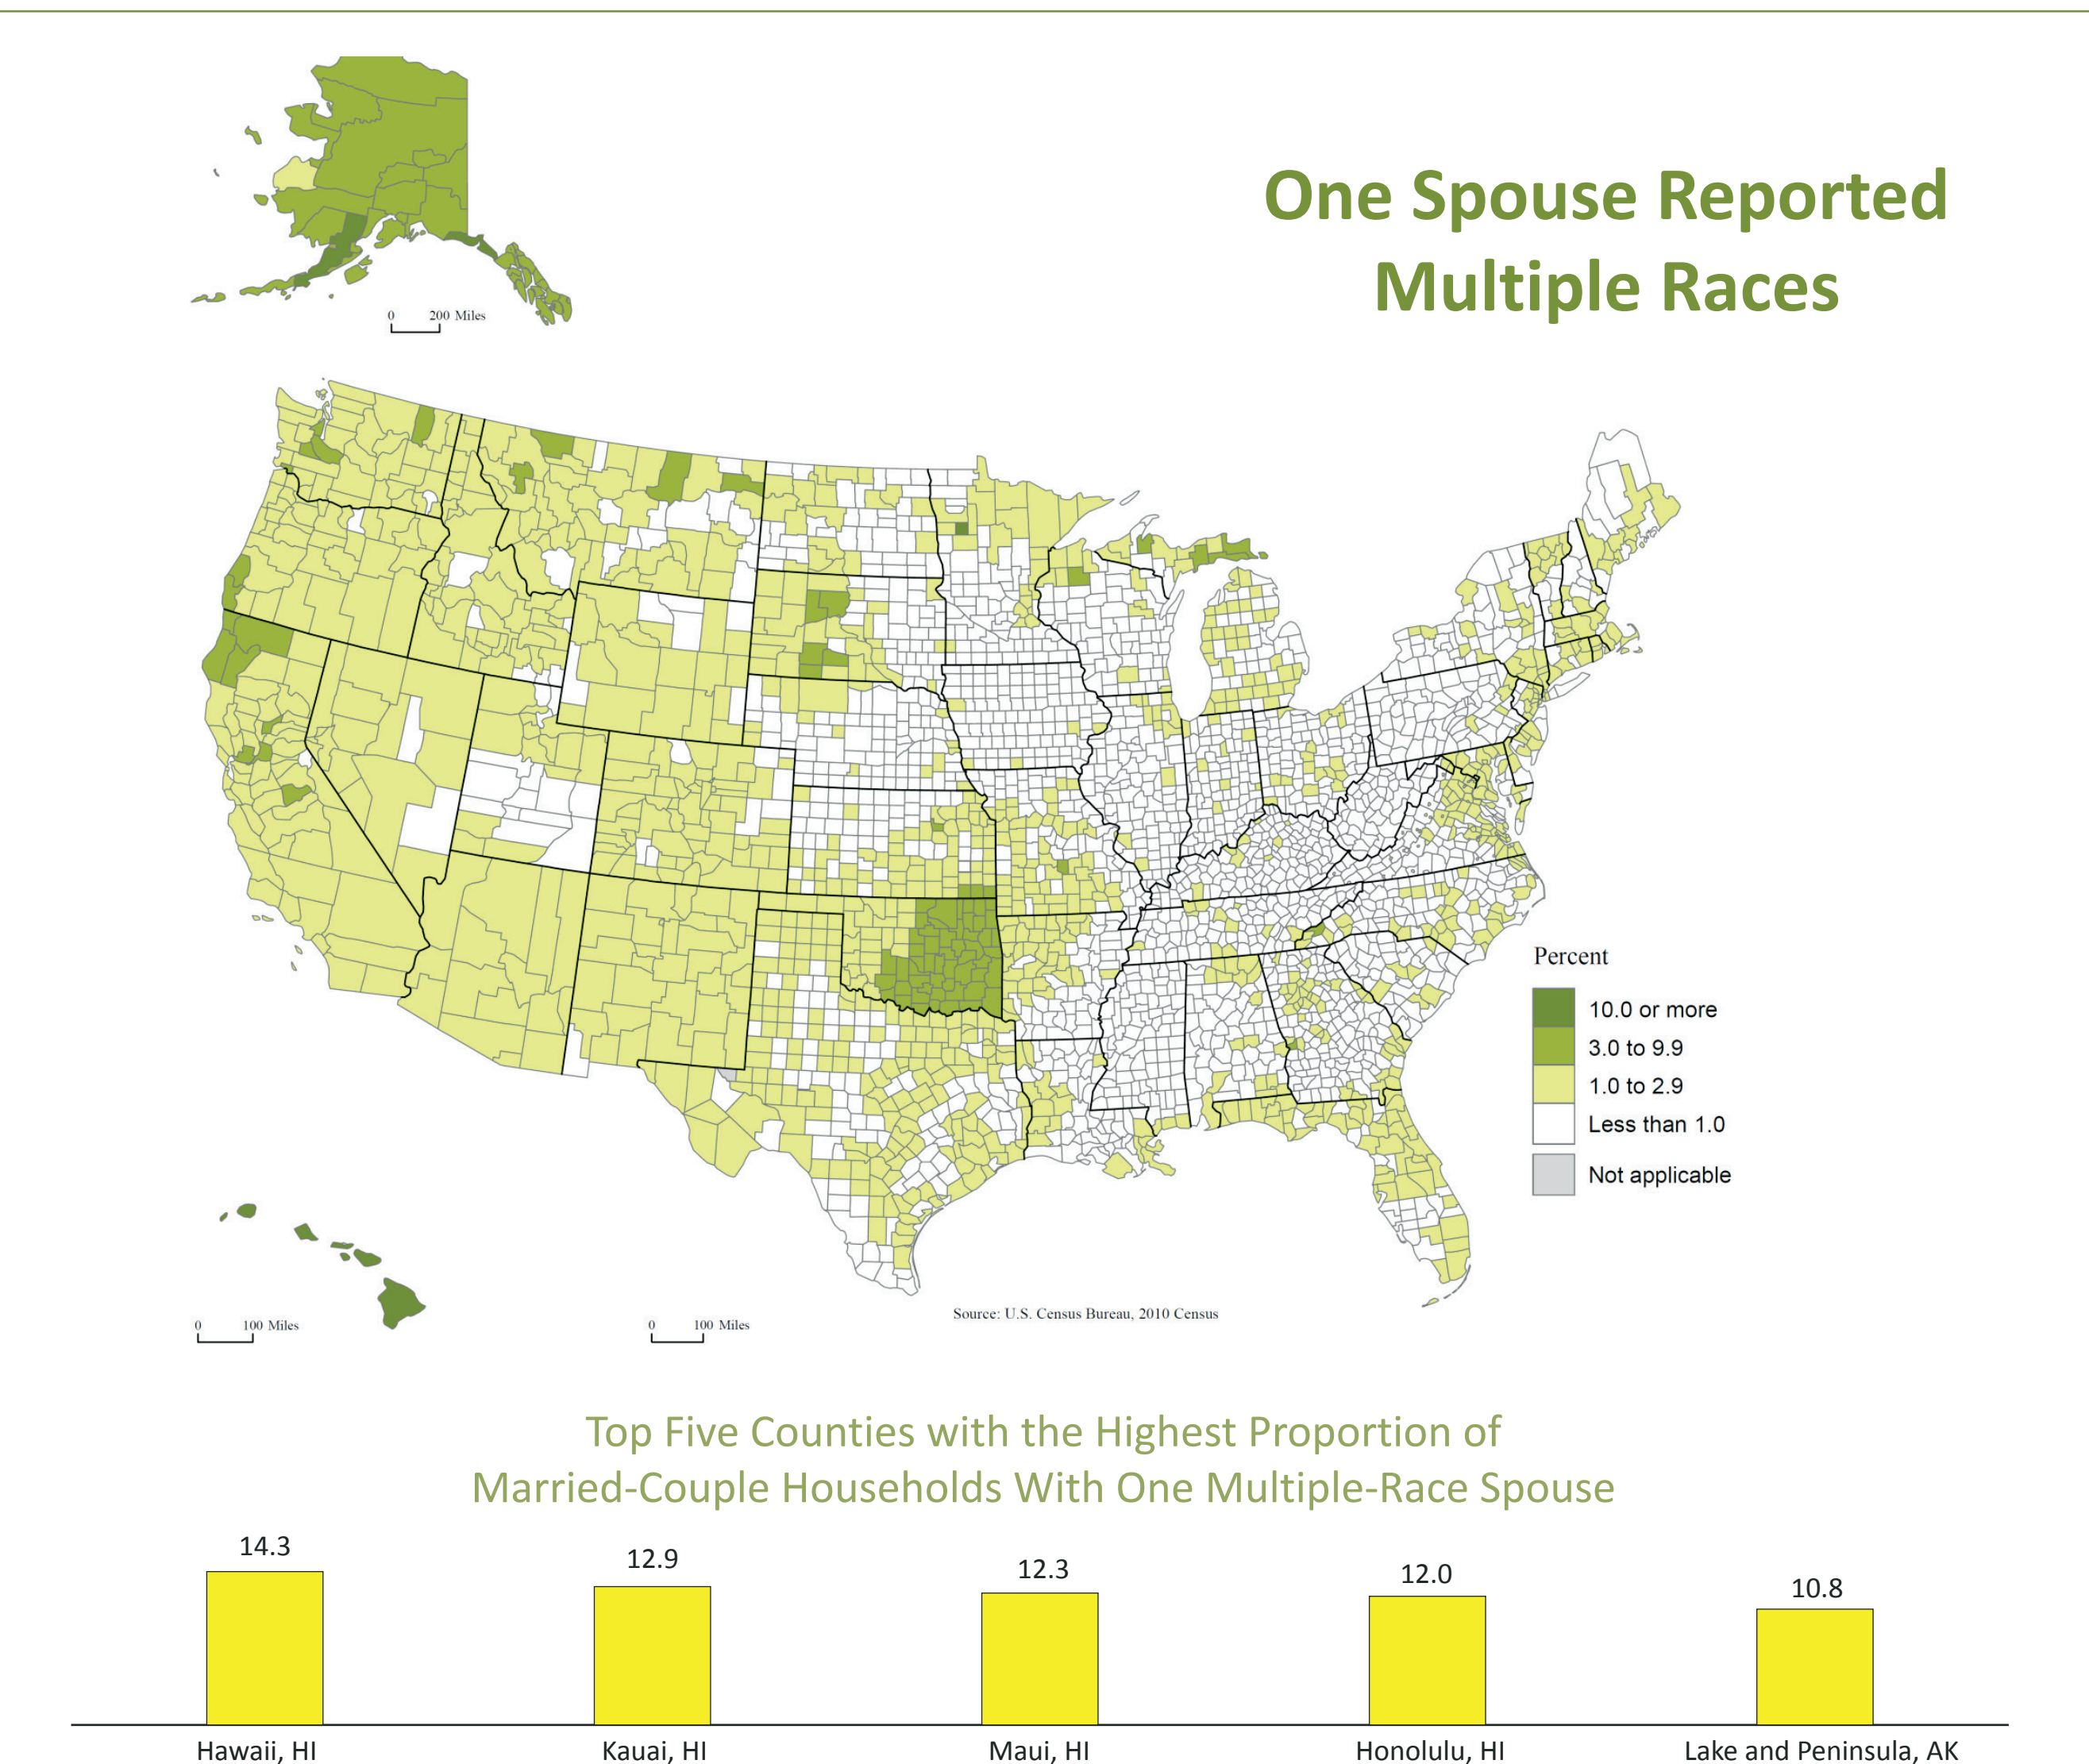 One Spouse Reported
Multiple Races
0 200 Miles
Percent
10.0 or more
3.0 to 9.9
1.0 to 2.9
Less than 1.0
Not applicable
0 100 Miles
0 100 Miles
Source: U.S. Census Bureau, 2010 Census
Top Five Counties with the Highest Proportion of
Married-Couple Households With One Multiple-Race Spouse
14.3
12.9
12.3
12.0
10.8
Hawaii, HI
Kauai, HI
Maui, HI
Honolulu, HI
Lake and Peninsula, AK